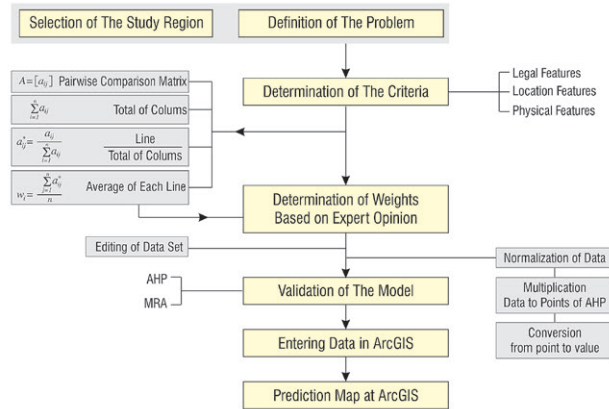 Selection of The Study Region
Definition of The Problem
A = [a_ij] Pairwise Comparison Matrix
Determination of The Criteria
Legal Features
Location Features
Physical Features
Total of Colums
Line
Total of Colums
Average of Each Line
Determination of Weights
Based on Expert Opinion
Editing of Data Set
Normalization of Data
AHP
MRA
Validation of The Model
Multiplication
Data to Points of AHP
Entering Data in ArcGIS
Conversion
from point to value
Prediction Map at ArcGIS